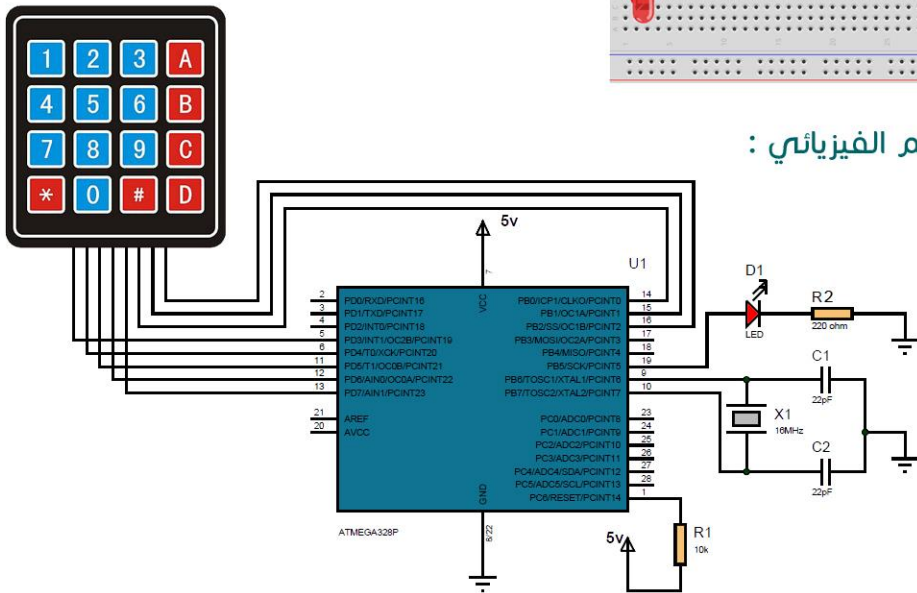 1 2 3 A
4 5 6 B
7 8 9 C
* 0 # D
م الفيزيائي :
5v
U1
7
VCC
2 PD0/RXD/PCINT16
3 PD1/TXD/PCINT17
4 PD2/INT0/PCINT18
5 PD3/INT1/OC2B/PCINT19
6 PD4/T0/XCK/PCINT20
11 PD5/T1/OC0B/PCINT21
12 PD6/AIN0/OC0A/PCINT22
13 PD7/AIN1/PCINT23
21 AREF
20 AVCC
PB0/ICP1/CLKO/PCINT0 14
PB1/OC1A/PCINT1 15
PB2/SS/OC1B/PCINT2 16
PB3/MOSI/OC2A/PCINT3 17
PB4/MISO/PCINT4 18
PB5/SCK/PCINT5 19
PB6/TOSC1/XTAL1/PCINT6 9
PB7/TOSC2/XTAL2/PCINT7 10
PC0/ADC0/PCINT8 23
PC1/ADC1/PCINT9 24
PC2/ADC2/PCINT10 25
PC3/ADC3/PCINT11 26
PC4/ADC4/SDA/PCINT12 27
PC5/ADC5/SCL/PCINT13 28
PC6/RESET/PCINT14 1
GND
8/22
ATMEGA328P
D1
LED
R2
220 ohm
C1
22pF
X1
16MHz
C2
22pF
5v
R1
10k